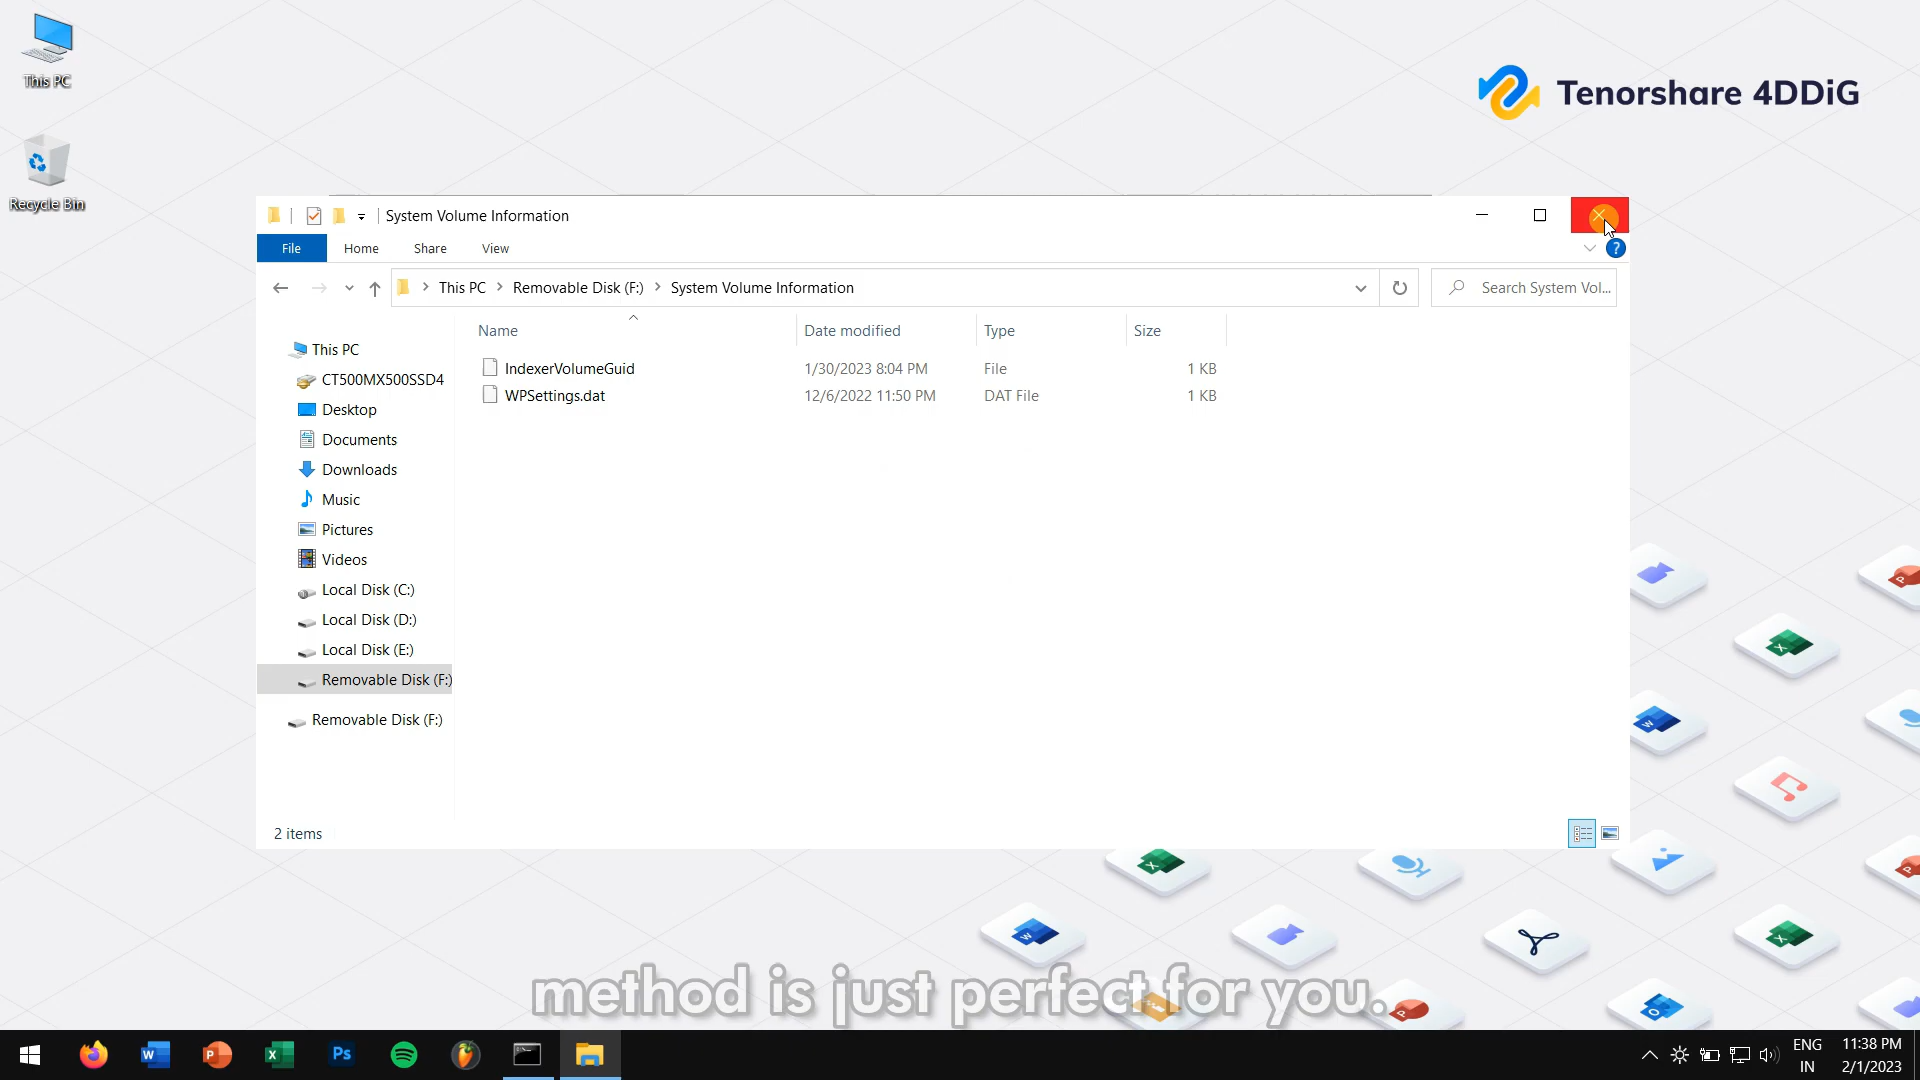 This PC
Recycle Bin
Tenorshare 4DDiG
System Volume Information
File Home Share View
This PC Removable Disk (F:) System Volume Information
Search System Vol...
Name Date modified Type Size
IndexerVolumeGuid 1/30/2023 8:04 PM File 1 KB
WPSettings.dat 12/6/2022 11:50 PM DAT File 1 KB
This PC
CT500MX500SSD4
Desktop
Documents
Downloads
Music
Pictures
Videos
Local Disk (C:)
Local Disk (D:)
Local Disk (E:)
Removable Disk (F:)
Removable Disk (F:)
2 items
method is just perfect for you.
ENG
IN
11:38 PM
2/1/2023